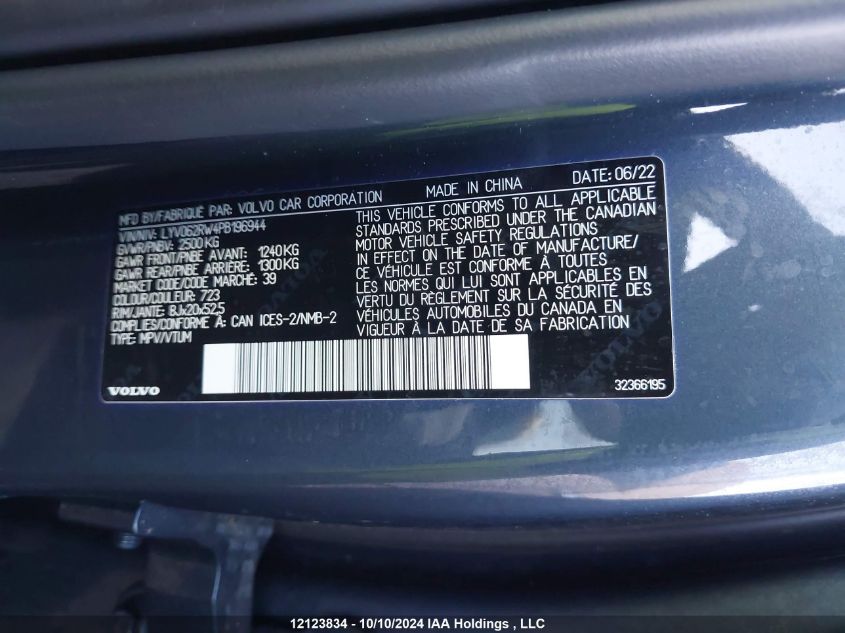 MFD BY/FABRIQUÉ PAR: VOLVO CAR CORPORATION MADE IN CHINA DATE: 06/22
VIN/NIV: LYV062RW4PB196944
GVWR/PNBV: 2500 KG
GAWR FRONT/PNBE AVANT: 1240 KG
GAWR REAR/PNBE ARRIÈRE: 1300 KG
MARKET CODE/CODE MARCHÉ: 39
COLOUR/COULEUR: 723
RIM/JANTE: 8Jx20x52,5
COMPLIES/CONFORME À: CAN ICES-2/NMB-2
TYPE: MPV/VTUM
THIS VEHICLE CONFORMS TO ALL APPLICABLE
STANDARDS PRESCRIBED UNDER THE CANADIAN
MOTOR VEHICLE SAFETY REGULATIONS
IN EFFECT ON THE DATE OF MANUFACTURE/
CE VÉHICULE EST CONFORME À TOUTES
LES NORMES QUI LUI SONT APPLICABLES EN
VERTU DU RÈGLEMENT SUR LA SÉCURITÉ DES
VÉHICULES AUTOMOBILES DU CANADA EN
VIGUEUR À LA DATE DE SA FABRICATION
VOLVO
32366195
12123834 - 10/10/2024 IAA Holdings , LLC